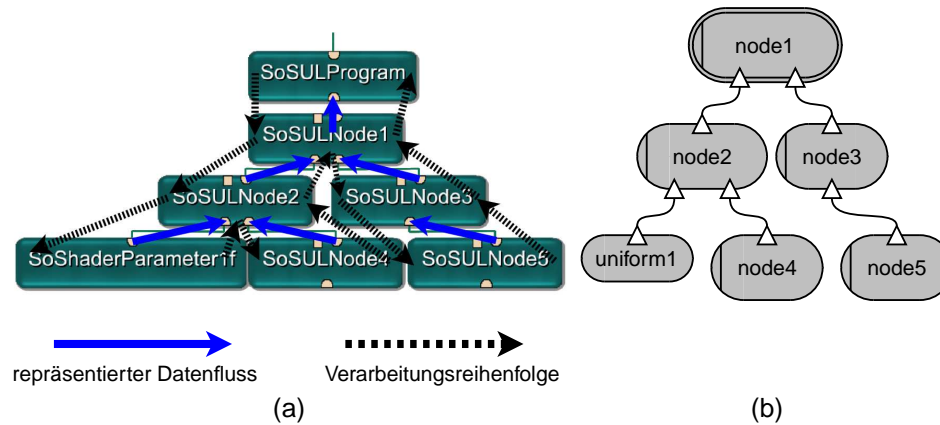 SoSULProgram
SoSULNode1
SoSULNode2
SoSULNode3
SoShaderParameter1f
SoSULNode4
SoSULNode5
repräsentierter Datenfluss
Verarbeitungsreihenfolge
(a)
node1
node2
node3
uniform1
node4
node5
(b)